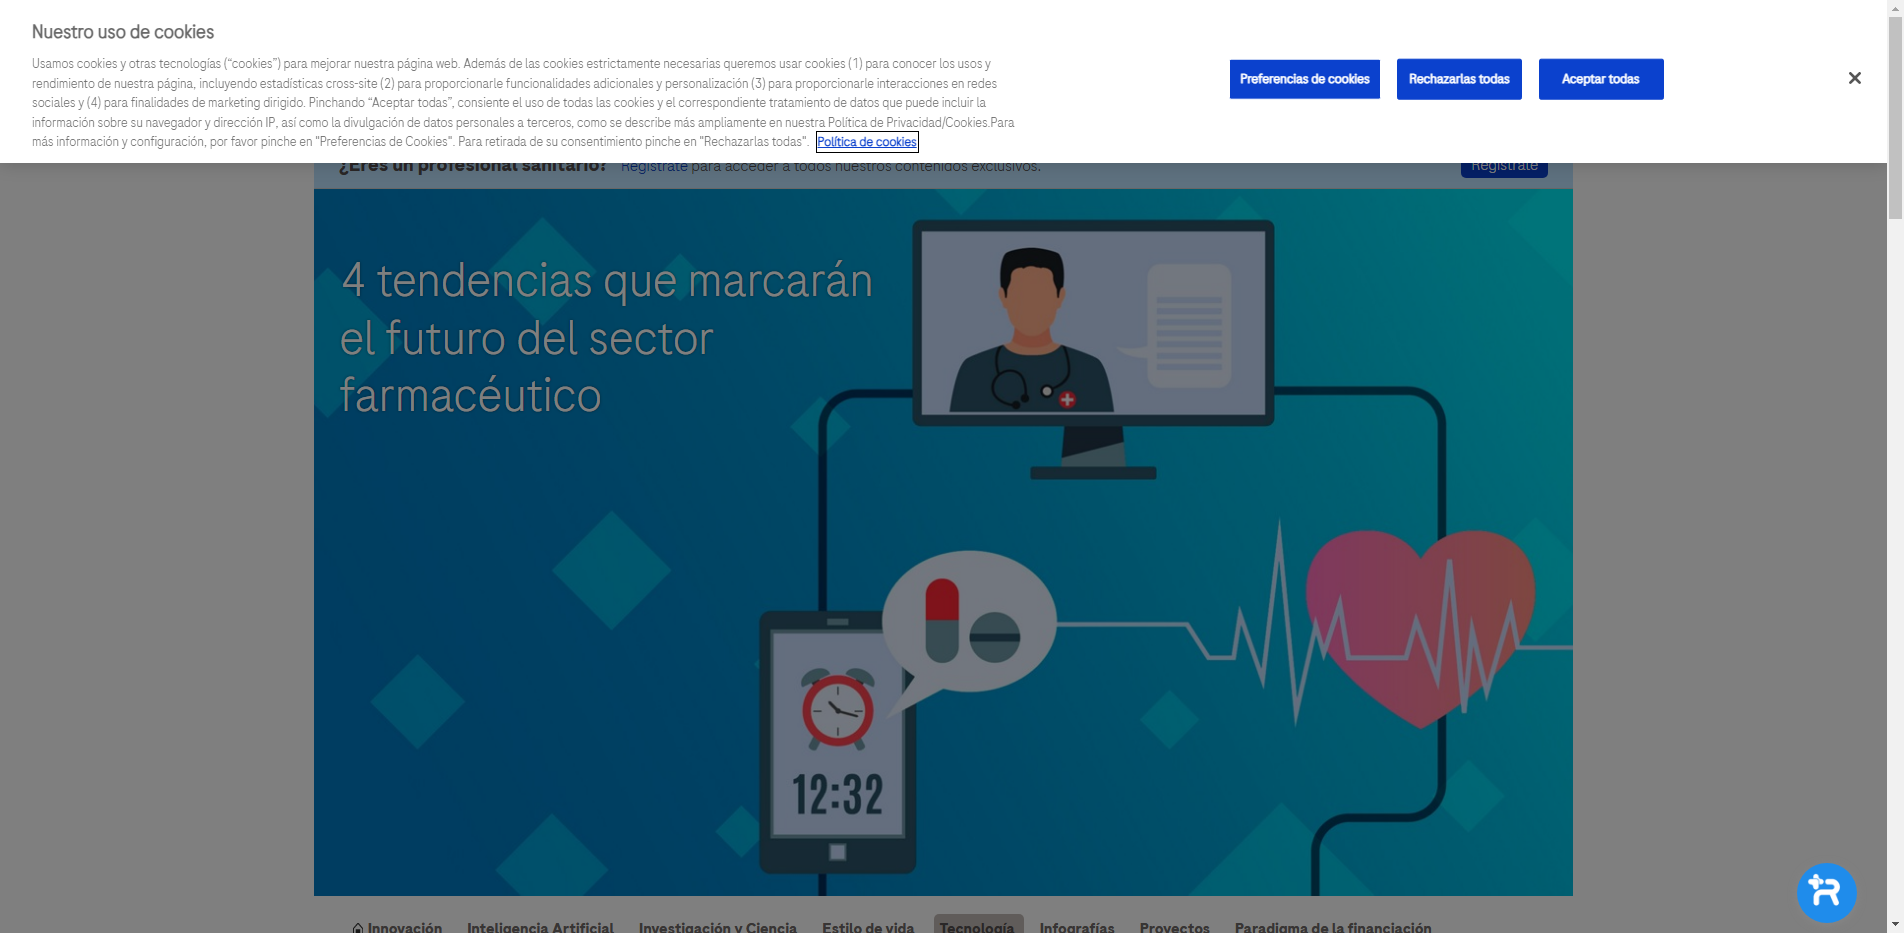 Nuestro uso de cookies
Usamos cookies y otras tecnologías (“cookies”) para mejorar nuestra página web. Además de las cookies estrictamente necesarias queremos usar cookies (1) para conocer los usos y
rendimiento de nuestra página, incluyendo estadísticas cross-site (2) para proporcionarle funcionalidades adicionales y personalización (3) para proporcionarle interacciones en redes
sociales y (4) para finalidades de marketing dirigido. Pinchando “Aceptar todas”, consiente el uso de todas las cookies y el correspondiente tratamiento de datos que puede incluir la
información sobre su navegador y dirección IP, así como la divulgación de datos personales a terceros, como se describe más ampliamente en nuestra Política de Privacidad/Cookies.Para
más información y configuración, por favor pinche en "Preferencias de Cookies". Para retirada de su consentimiento pinche en "Rechazarlas todas". Política de cookies
Preferencias de cookies
Rechazarlas todas
Aceptar todas
¿Eres un profesional sanitario? Regístrate para acceder a todos nuestros contenidos exclusivos.
Regístrate
4 tendencias que marcarán
el futuro del sector
farmacéutico
12:32
Innovación Inteligencia Artificial Investigación y Ciencia Estilo de vida Tecnología Infografías Proyectos Paradigma de la financiación